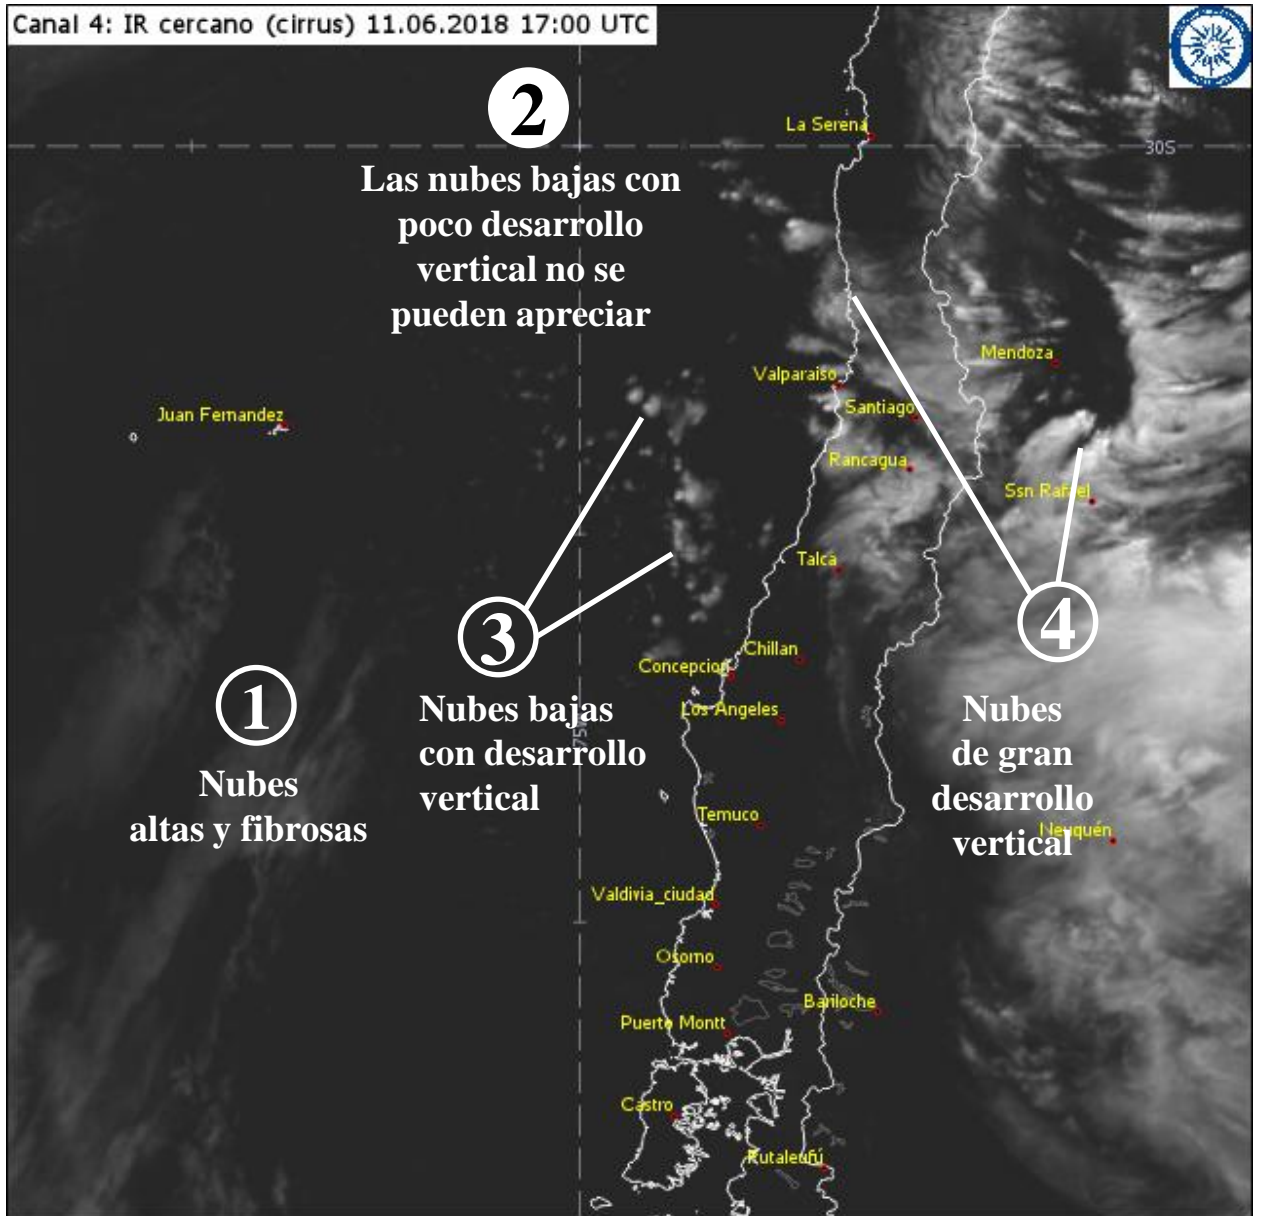 Canal 4: IR cercano (cirrus) 11.06.2018 17:00 UTC
2
Las nubes bajas con
poco desarrollo
vertical no se
pueden apreciar
La Serena
30S
Mendoza
Valparaiso
Santiago
Juan Fernandez
Rancagua
Ssn Rafael
Talca
3
Nubes bajas
con desarrollo
vertical
4
Nubes
de gran
desarrollo
vertical
1
Nubes
altas y fibrosas
Chillan
Concepcion
Los Angeles
75W
Temuco
Neuquén
Valdivia_ciudad
Osorno
Bariloche
Puerto Montt
Castro
Futaleufú